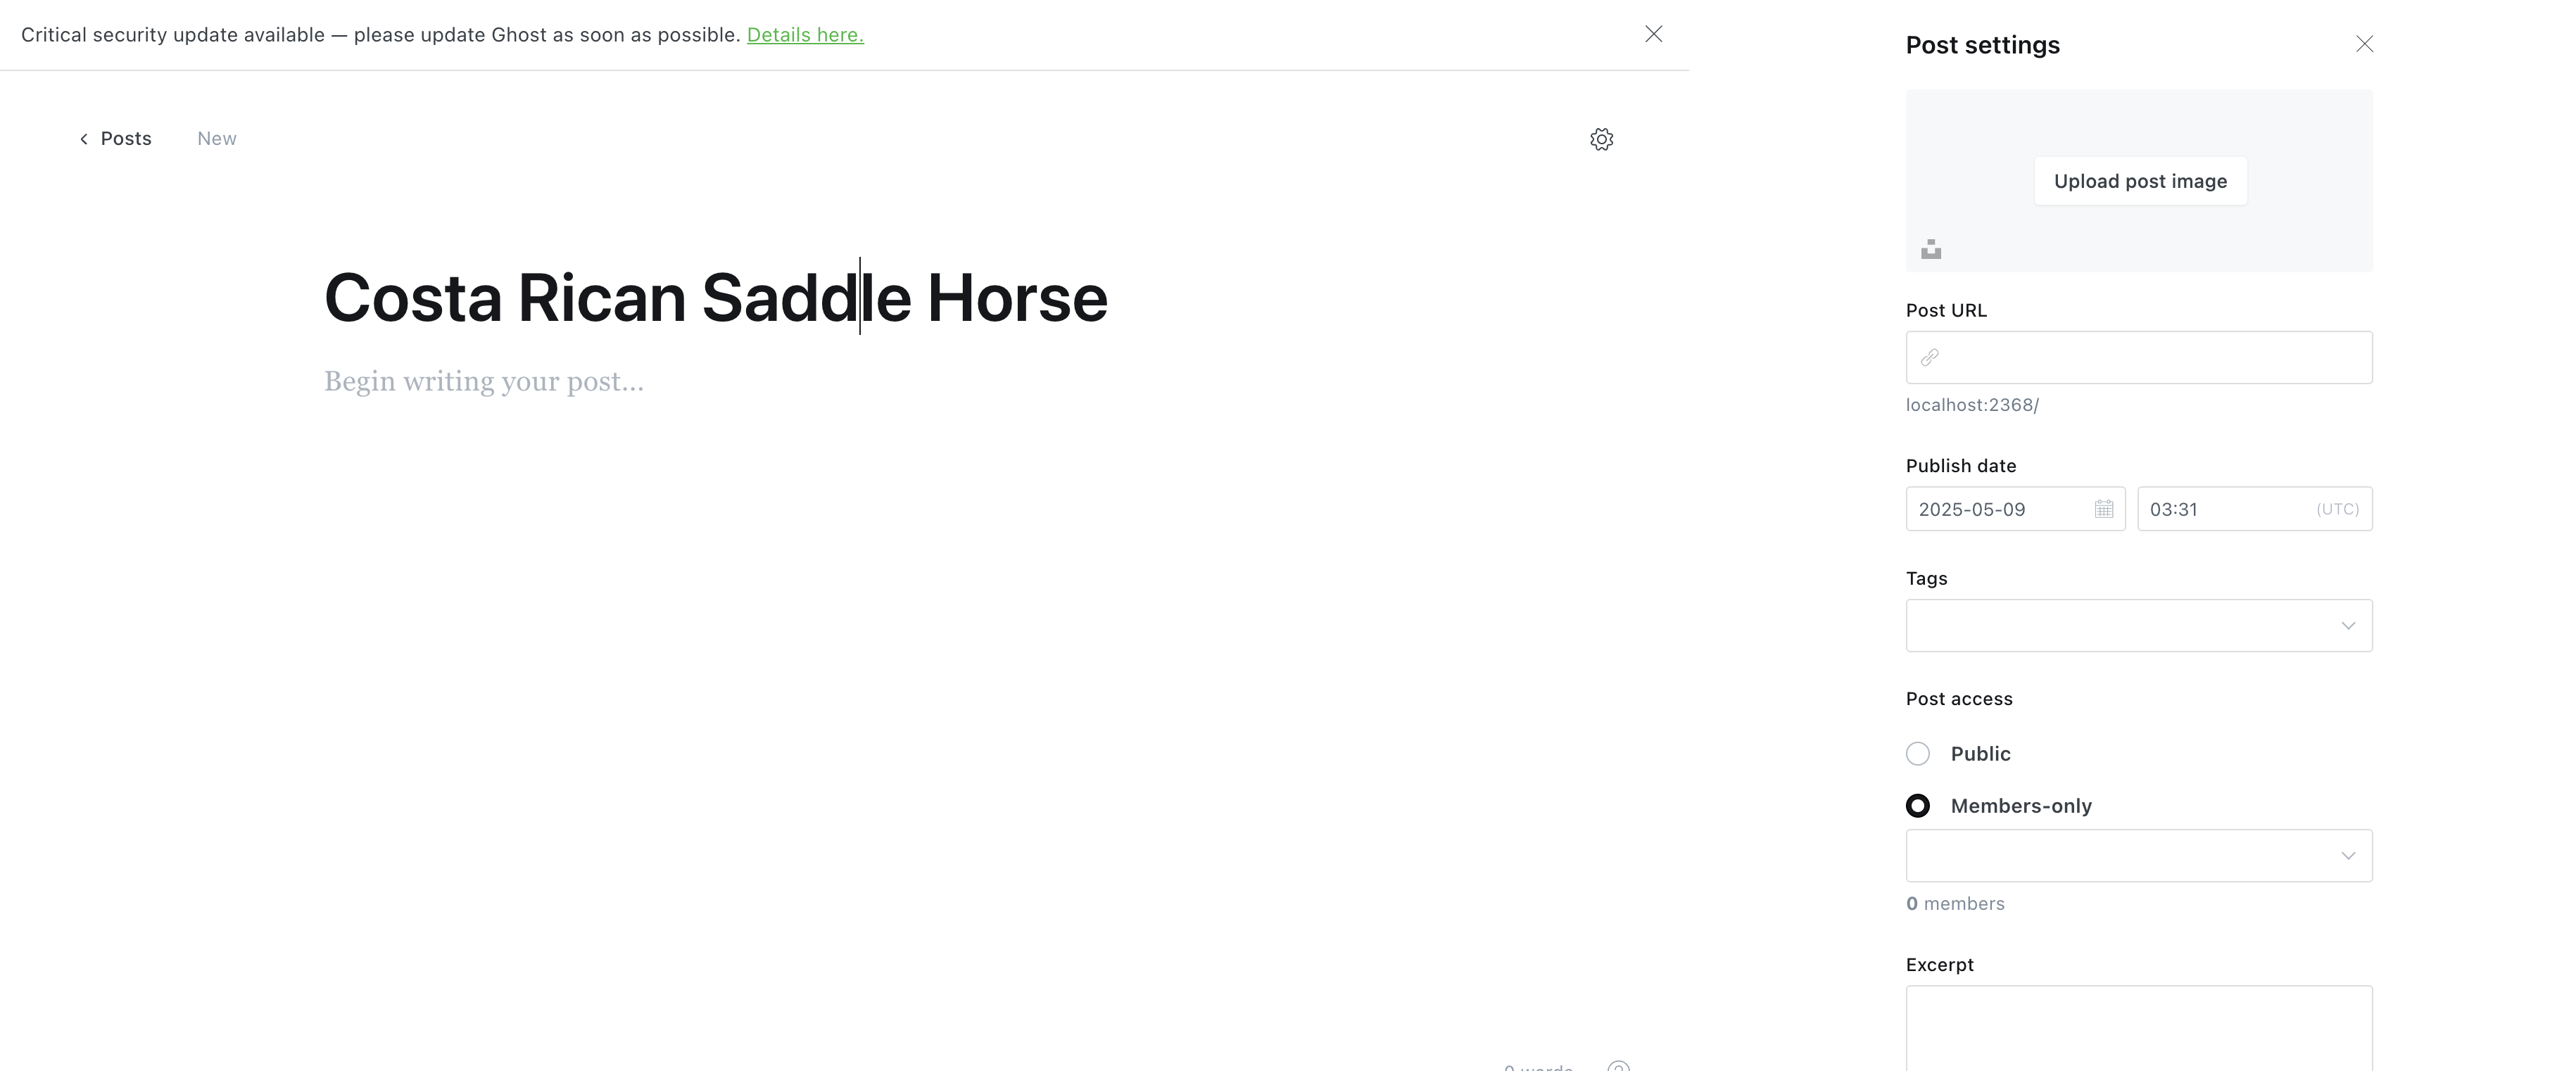 Critical security update available — please update Ghost as soon as possible. Details here.
Posts
New
Costa Rican Saddle Horse
Begin writing your post...
0 words
Post settings
Upload post image
Post URL
localhost:2368/
Publish date
2025-05-09
03:31
(UTC)
Tags
Post access
Public
Members-only
0 members
Excerpt